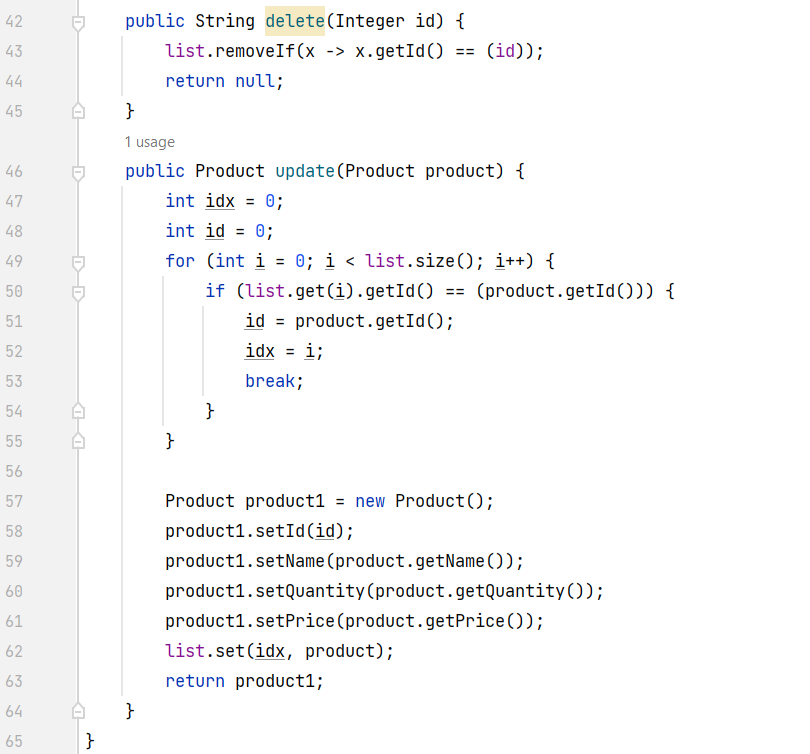 42 public String delete(Integer id) {
43 list.removeIf(x -> x.getId() == (id));
44 return null;
45 }
1 usage
46 public Product update(Product product) {
47 int idx = 0;
48 int id = 0;
49 for (int i = 0; i < list.size(); i++) {
50 if (list.get(i).getId() == (product.getId())) {
51 id = product.getId();
52 idx = i;
53 break;
54 }
55 }
56
57 Product product1 = new Product();
58 product1.setId(id);
59 product1.setName(product.getName());
60 product1.setQuantity(product.getQuantity());
61 product1.setPrice(product.getPrice());
62 list.set(idx, product);
63 return product1;
64 }
65 }